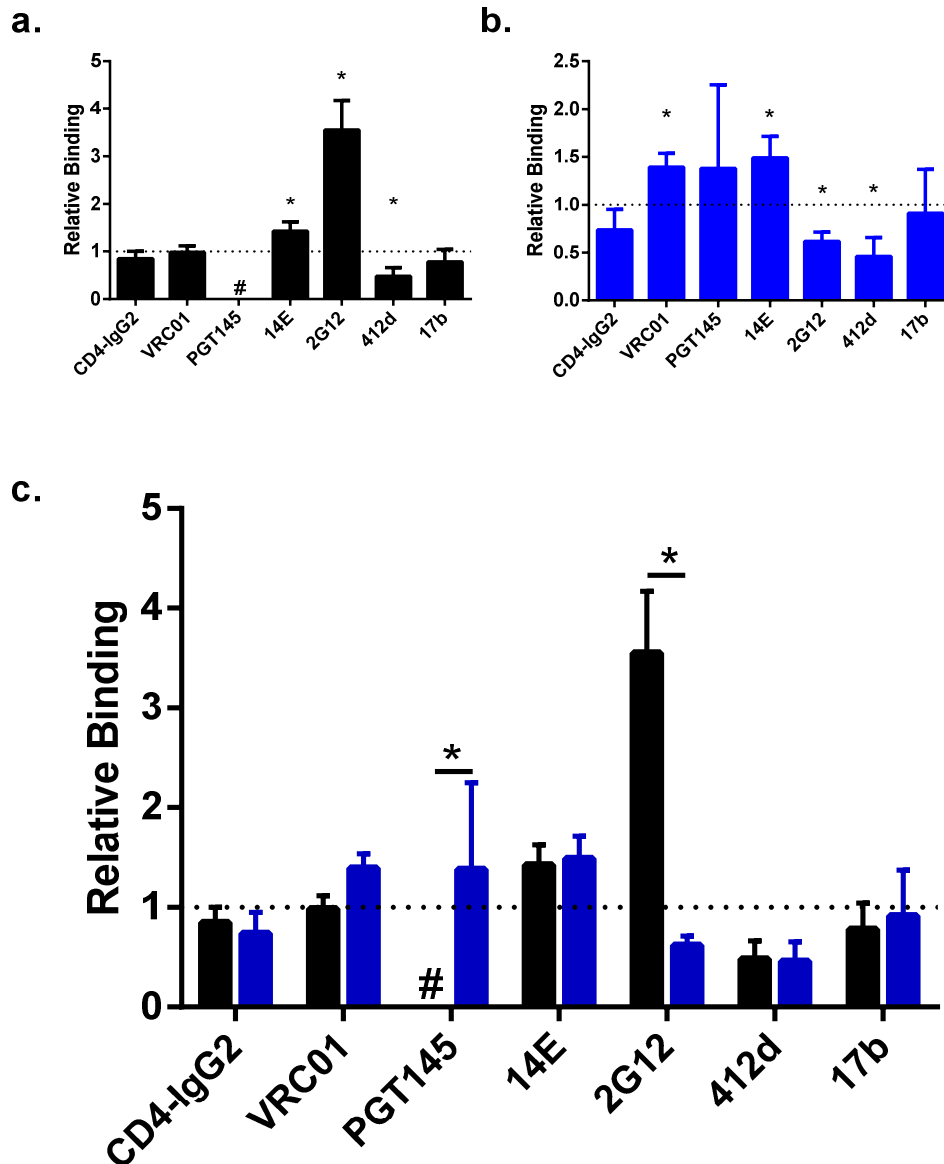 a.
Relative Binding
5
4
3
2
1
0
*
*
*
#
CD4-IgG2
VRC01
PGT145
14E
2G12
412d
17b
b.
Relative Binding
2.5
2.0
1.5
1.0
0.5
0.0
*
*
*
*
CD4-IgG2
VRC01
PGT145
14E
2G12
412d
17b
c.
Relative Binding
5
4
3
2
1
0
*
*
#
CD4-IgG2
VRC01
PGT145
14E
2G12
412d
17b